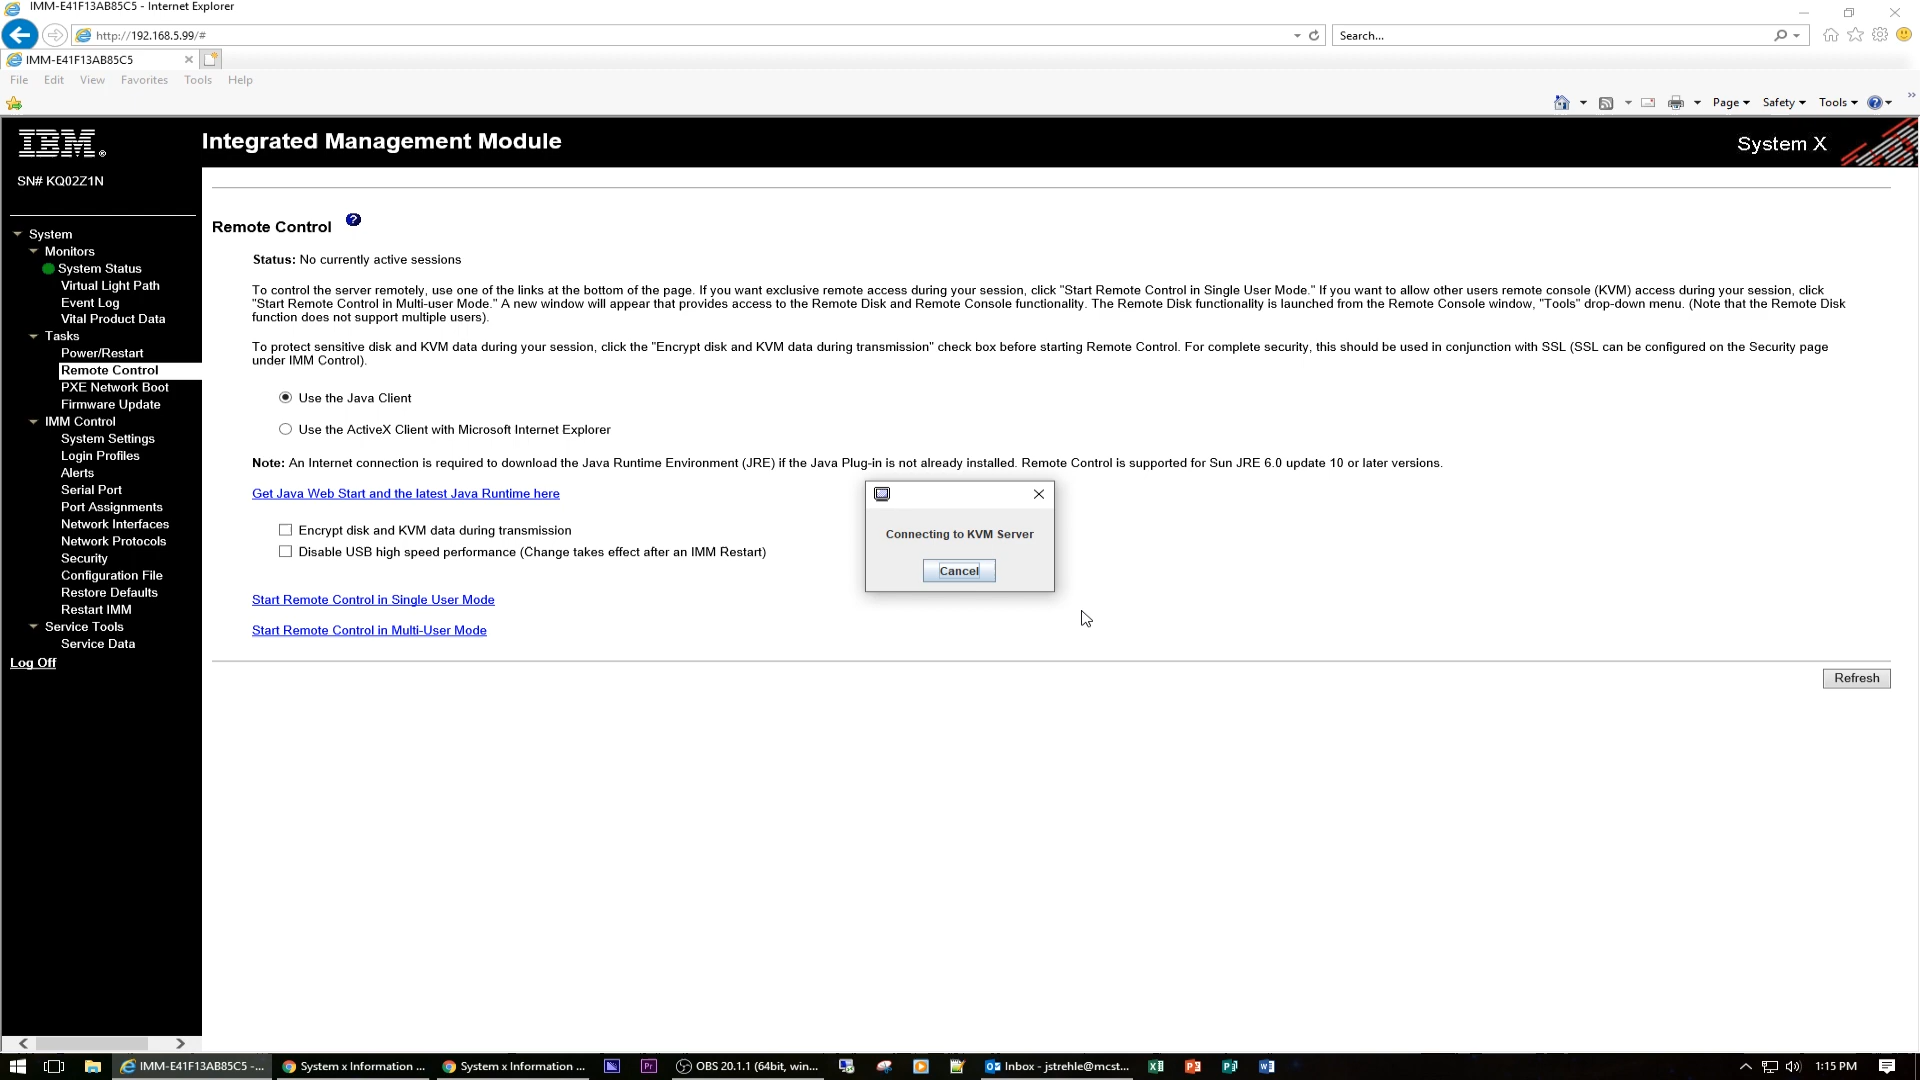 IMM-E41F13AB85C5 - Internet Explorer
http://192.168.5.99/#
Search...
IMM-E41F13AB85C5
File Edit View Favorites Tools Help
Page Safety Tools
IBM
Integrated Management Module
System X
SN# KQ02Z1N
System
Monitors
System Status
Virtual Light Path
Event Log
Vital Product Data
Tasks
Power/Restart
Remote Control
PXE Network Boot
Firmware Update
IMM Control
System Settings
Login Profiles
Alerts
Serial Port
Port Assignments
Network Interfaces
Network Protocols
Security
Configuration File
Restore Defaults
Restart IMM
Service Tools
Service Data
Log Off
Remote Control ?
Status: No currently active sessions
To control the server remotely, use one of the links at the bottom of the page. If you want exclusive remote access during your session, click "Start Remote Control in Single User Mode." If you want to allow other users remote console (KVM) access during your session, click
"Start Remote Control in Multi-user Mode." A new window will appear that provides access to the Remote Disk and Remote Console functionality. The Remote Disk functionality is launched from the Remote Console window, "Tools" drop-down menu. (Note that the Remote Disk
function does not support multiple users).
To protect sensitive disk and KVM data during your session, click the "Encrypt disk and KVM data during transmission" check box before starting Remote Control. For complete security, this should be used in conjunction with SSL (SSL can be configured on the Security page
under IMM Control).
Use the Java Client
Use the ActiveX Client with Microsoft Internet Explorer
Note: An Internet connection is required to download the Java Runtime Environment (JRE) if the Java Plug-in is not already installed. Remote Control is supported for Sun JRE 6.0 update 10 or later versions.
Get Java Web Start and the latest Java Runtime here
Encrypt disk and KVM data during transmission
Disable USB high speed performance (Change takes effect after an IMM Restart)
Start Remote Control in Single User Mode
Start Remote Control in Multi-User Mode
Connecting to KVM Server
Cancel
Refresh
IMM-E41F13AB85C5 -... System x Information ... System x Information ... Pr OBS 20.1.1 (64bit, win... Inbox - jstrehle@mcst... 1:15 PM